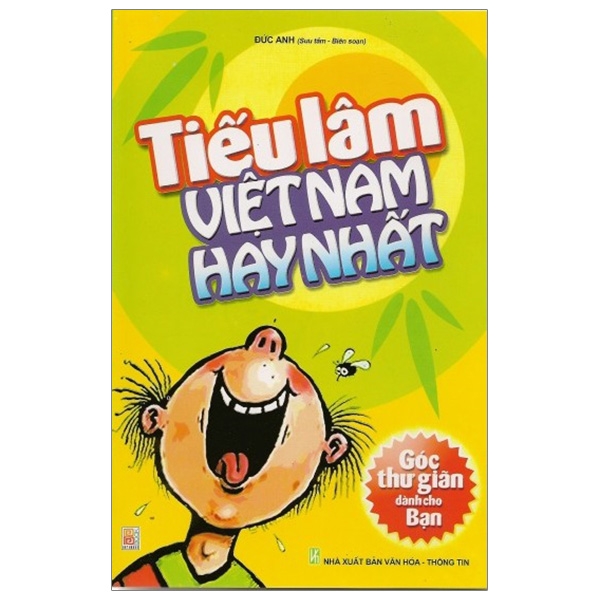 ĐỨC ANH (Sưu tầm - Biên soạn)
Tiếu lâm
VIỆT NAM
HAY NHẤT
Góc
thư giãn
dành cho
Bạn
NHÀ XUẤT BẢN VĂN HÓA - THÔNG TIN